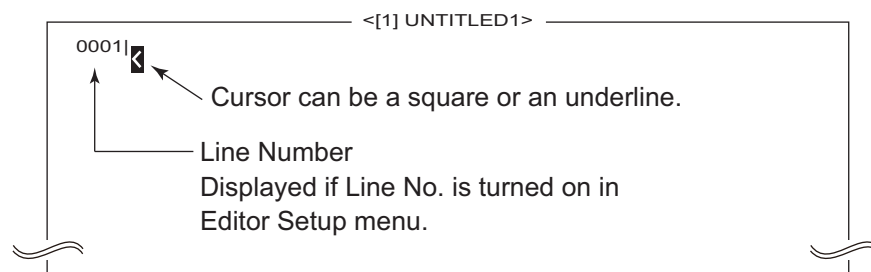 <[1] UNTITLED1>
0001|<
Cursor can be a square or an underline.
Line Number
Displayed if Line No. is turned on in
Editor Setup menu.